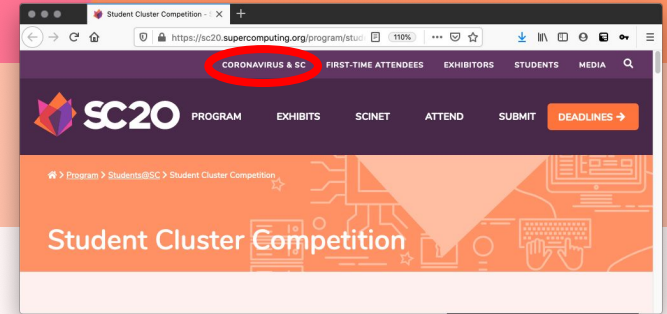 Student Cluster Competition -
https://sc20.supercomputing.org/program/stud
110%
CORONAVIRUS & SC FIRST-TIME ATTENDEES EXHIBITORS STUDENTS MEDIA
SC20 PROGRAM EXHIBITS SCINET ATTEND SUBMIT DEADLINES →
> Program > Students@SC > Student Cluster Competition
Student Cluster Competition